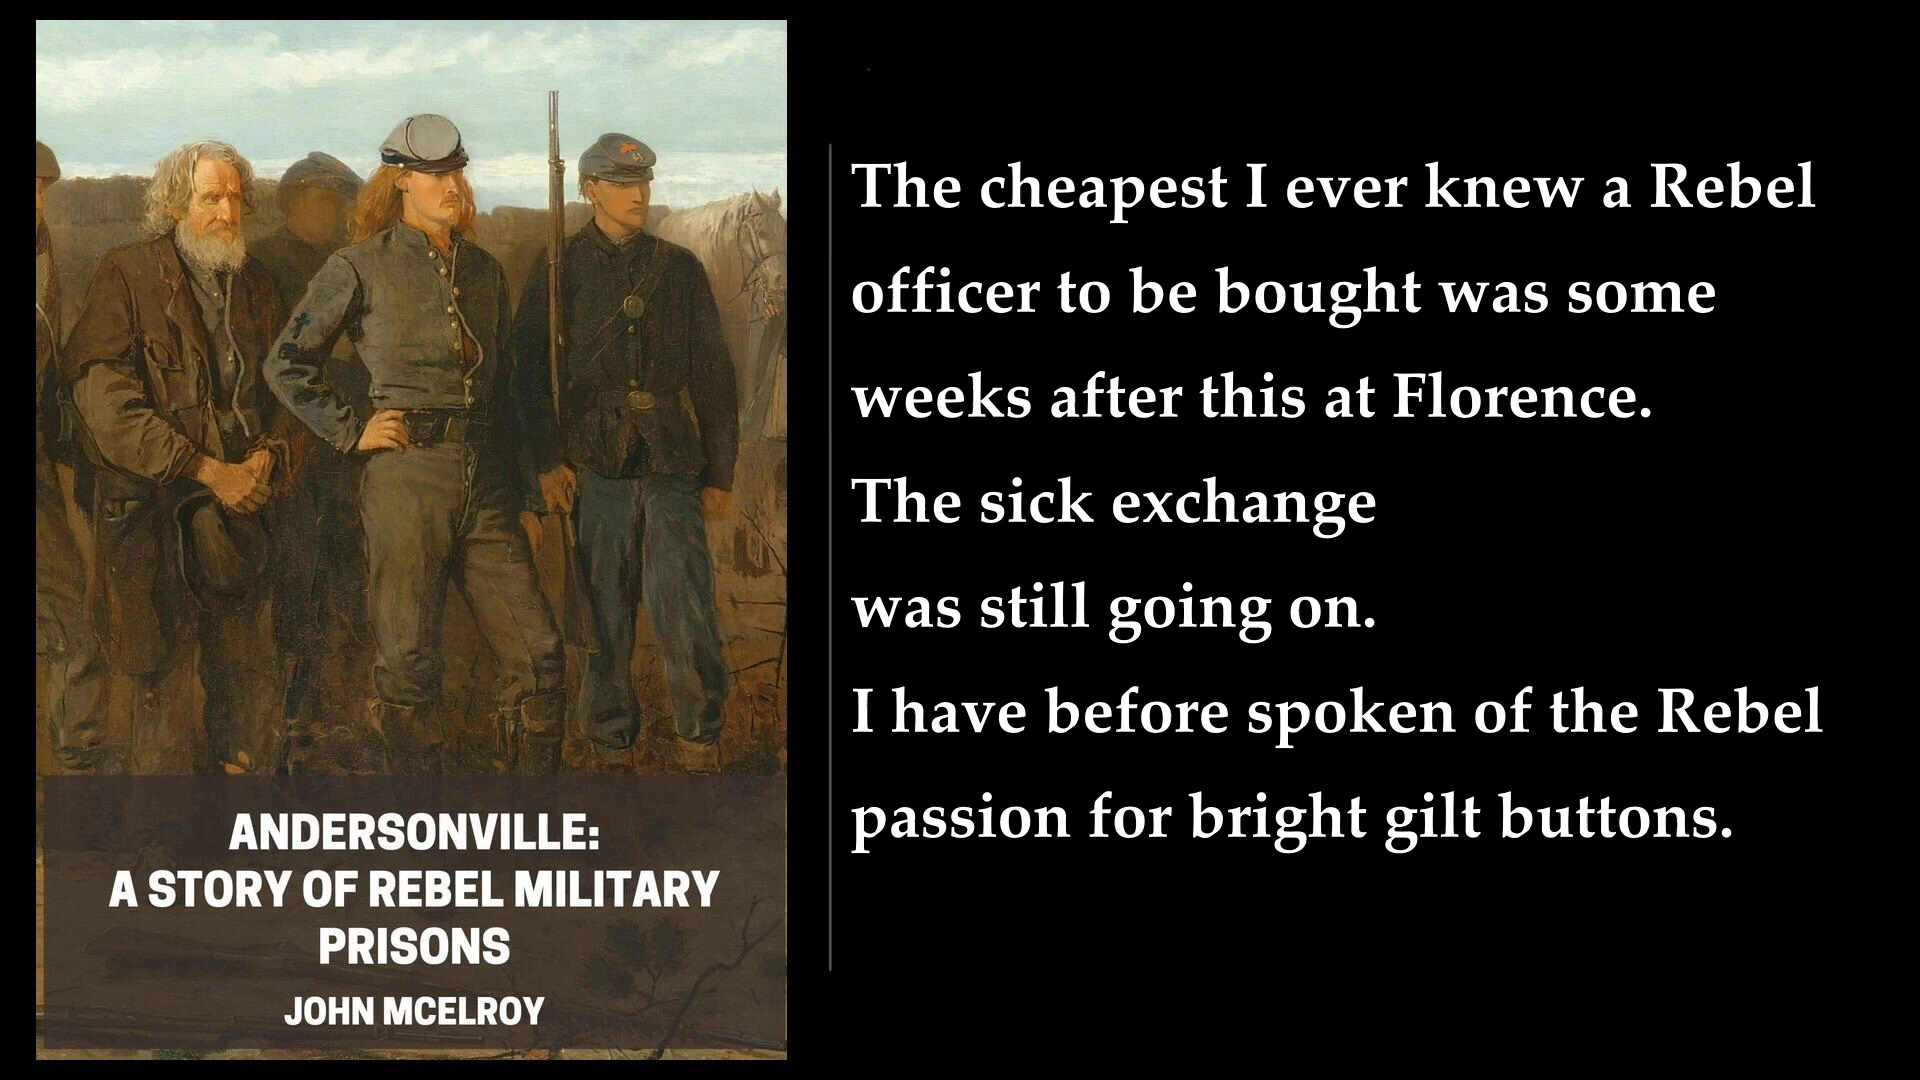 ANDERSONVILLE:
A STORY OF REBEL MILITARY
PRISONS
JOHN MCELROY
The cheapest I ever knew a Rebel
officer to be bought was some
weeks after this at Florence.
The sick exchange
was still going on.
I have before spoken of the Rebel
passion for bright gilt buttons.